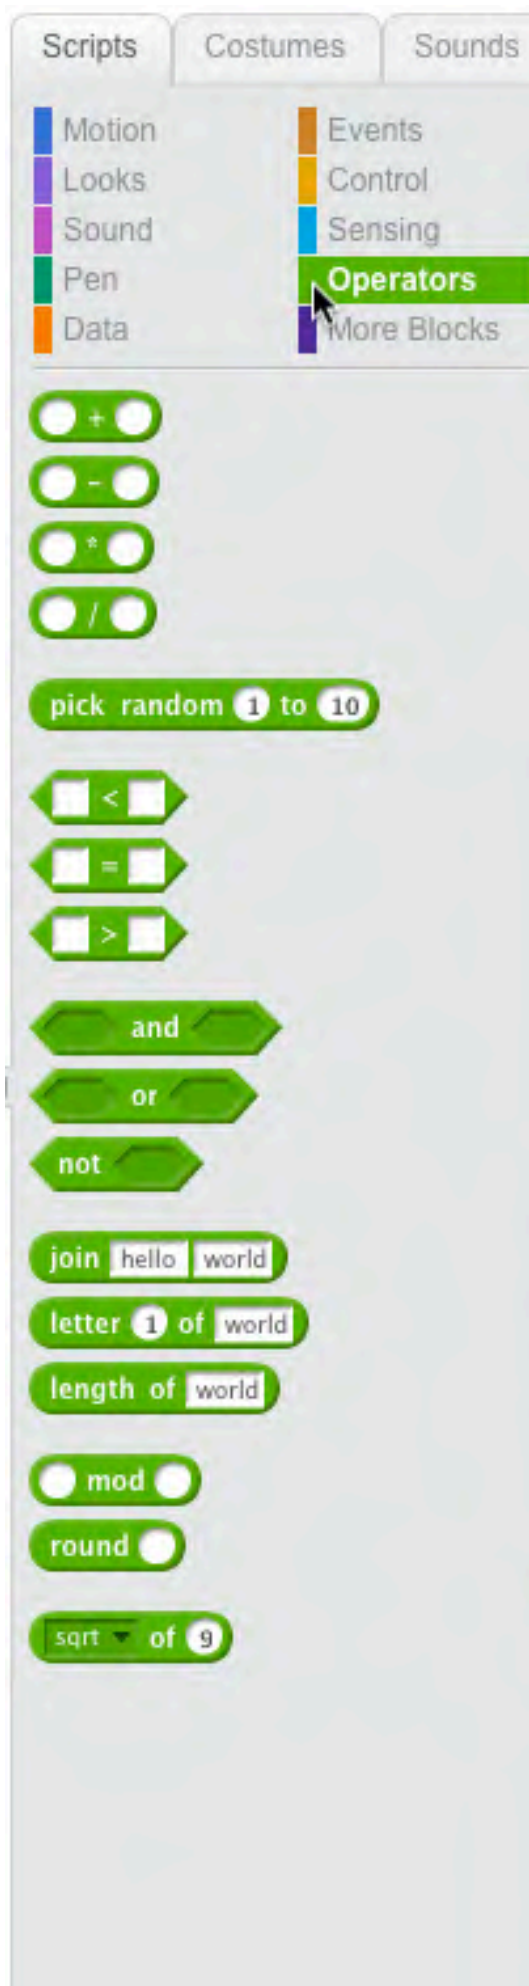 Scripts Costumes Sounds
Motion Events
Looks Control
Sound Sensing
Pen Operators
Data More Blocks
+
-
*
/
pick random 1 to 10
<
=
>
and
or
not
join hello world
letter 1 of world
length of world
mod
round
sqrt of 9